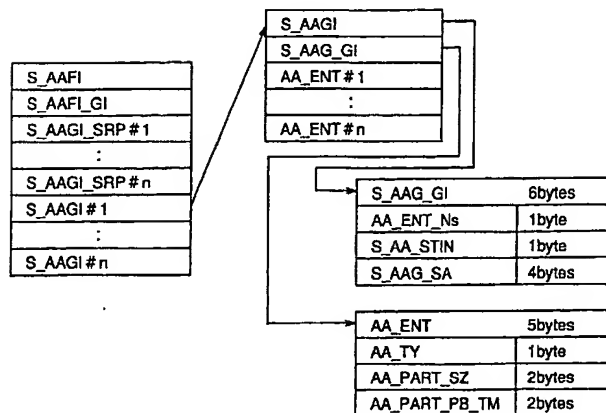 S_AAFI
S_AAFI_GI
S_AAGI_SRP#1
:
S_AAGI_SRP#n
S_AAGI#1
:
S_AAGI#n
S_AAGI
S_AAG_GI
AA_ENT#1
:
AA_ENT#n
S_AAG_GI 6bytes
AA_ENT_Ns 1byte
S_AA_STIN 1byte
S_AAG_SA 4bytes
AA_ENT 5bytes
AA_TY 1byte
AA_PART_SZ 2bytes
AA_PART_PB_TM 2bytes